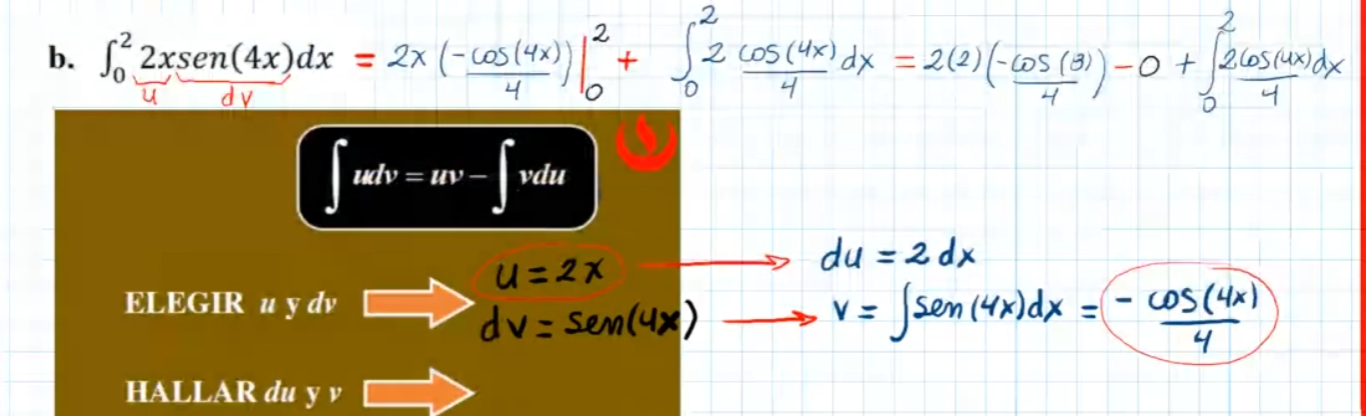 b. ∫₀² 2xsen(4x)dx = 2x (-cos(4x)/4) |₀² + ∫₀² 2 cos(4x)/4 dx = 2(2)(-cos(8)/4) - 0 + ∫₀² 2cos(4x)/4 dx
u dv
∫ udv = uv − ∫ vdu
u = 2x → du = 2 dx
ELEGIR u y dv
dv = sen(4x) → v = ∫ sen(4x)dx = - cos(4x)/4
HALLAR du y v